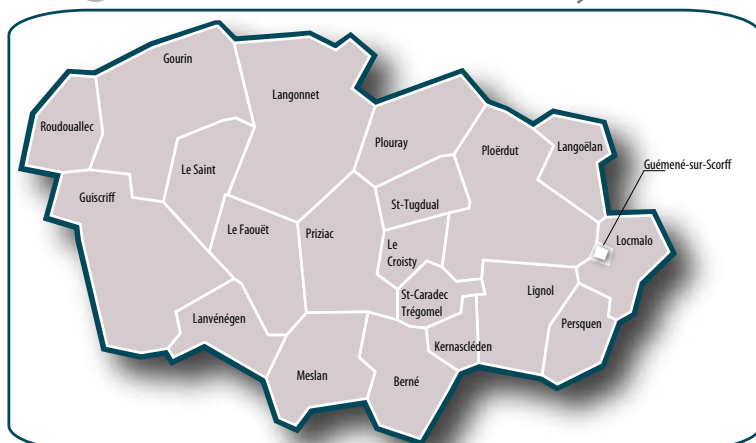 Gourin
Langonnet
Roudouallec
Plouray
Ploërdut
Langoëlan
Guémené-sur-Scorff
Le Saint
Guiscriff
St-Tugdual
Le Faouët
Priziac
Le
Croisty
Locmalo
St-Caradec
Trégomel
Lignol
Lanvénégen
Persquen
Kernascléden
Meslan
Berné